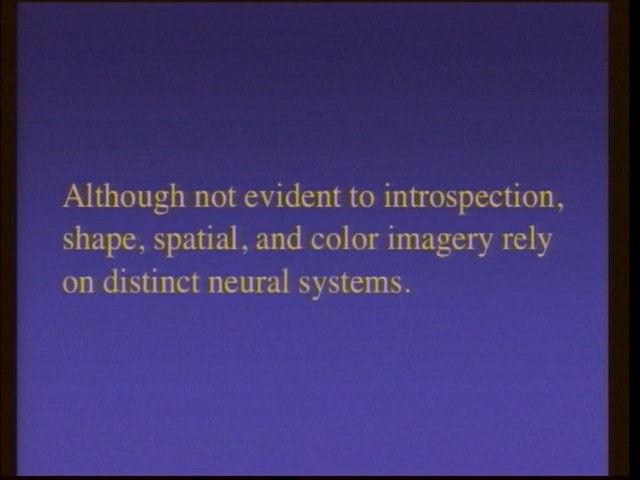 Although not evident to introspection,
shape, spatial, and color imagery rely
on distinct neural systems.